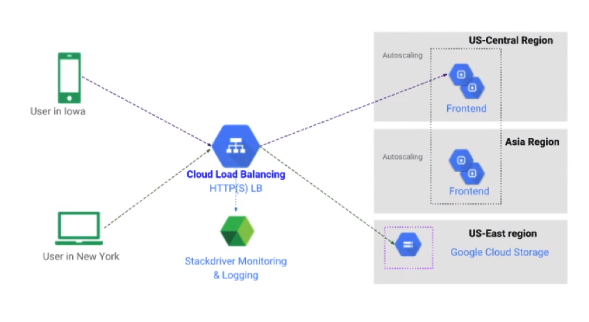 US-Central Region
Autoscaling
Frontend
User in Iowa
Asia Region
Autoscaling
Frontend
Cloud Load Balancing
HTTP(S) LB
US-East region
Google Cloud Storage
User in New York
Stackdriver Monitoring
& Logging